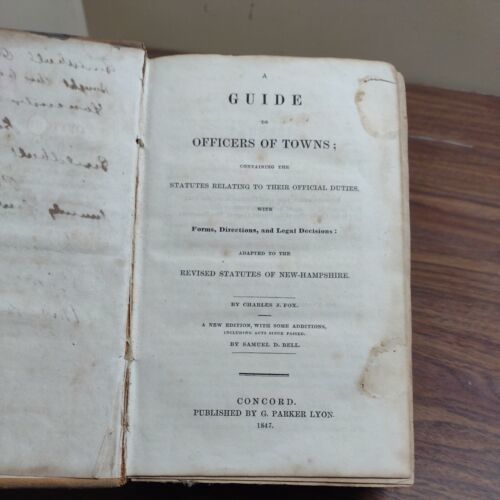 A
GUIDE
TO
OFFICERS OF TOWNS;
CONTAINING THE
STATUTES RELATING TO THEIR OFFICIAL DUTIES.
WITH
Forms, Directions, and Legal Decisions:
ADAPTED TO THE
REVISED STATUTES OF NEW-HAMPSHIRE.
BY CHARLES J. FOX.
A NEW EDITION, WITH SOME ADDITIONS,
INCLUDING ACTS SINCE PASSED.
BY SAMUEL D. BELL.
CONCORD.
PUBLISHED BY G. PARKER LYON.
1847.